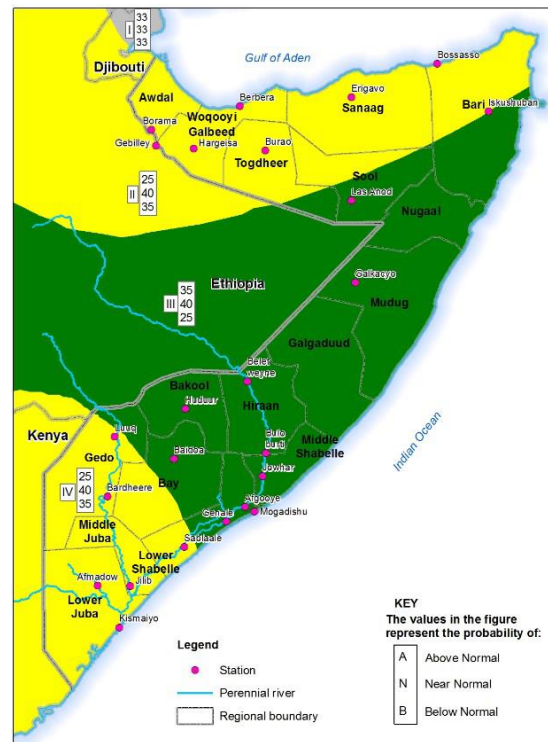 I
33
33
33
Djibouti
Gulf of Aden
Bossasso
Awdal
Berbera
Erigavo
Sanaag
Bari
Iskushuban
Woqooyi
Galbeed
Borama
Gebilley
Hargeisa
Burao
Togdheer
II
25
40
35
Sool
Las Anod
Nugaal
Ethiopia
III
35
40
25
Galkacyo
Mudug
Galgaduud
Belet
weyne
Bakool
Huduur
Hiraan
Kenya
Luuq
Gedo
Baidoa
Bay
Bulo
burti
Middle
Shabelle
Indian Ocean
Jowhar
IV
25
40
35
Bardheere
Afgooye
Mogadishu
Genale
Middle
Juba
Sablaale
Lower
Shabelle
Afmadow
Jilib
Lower
Juba
Kismaiyo
Legend
Station
Perennial river
Regional boundary
KEY
The values in the figure
represent the probability of:
A Above Normal
N Near Normal
B Below Normal